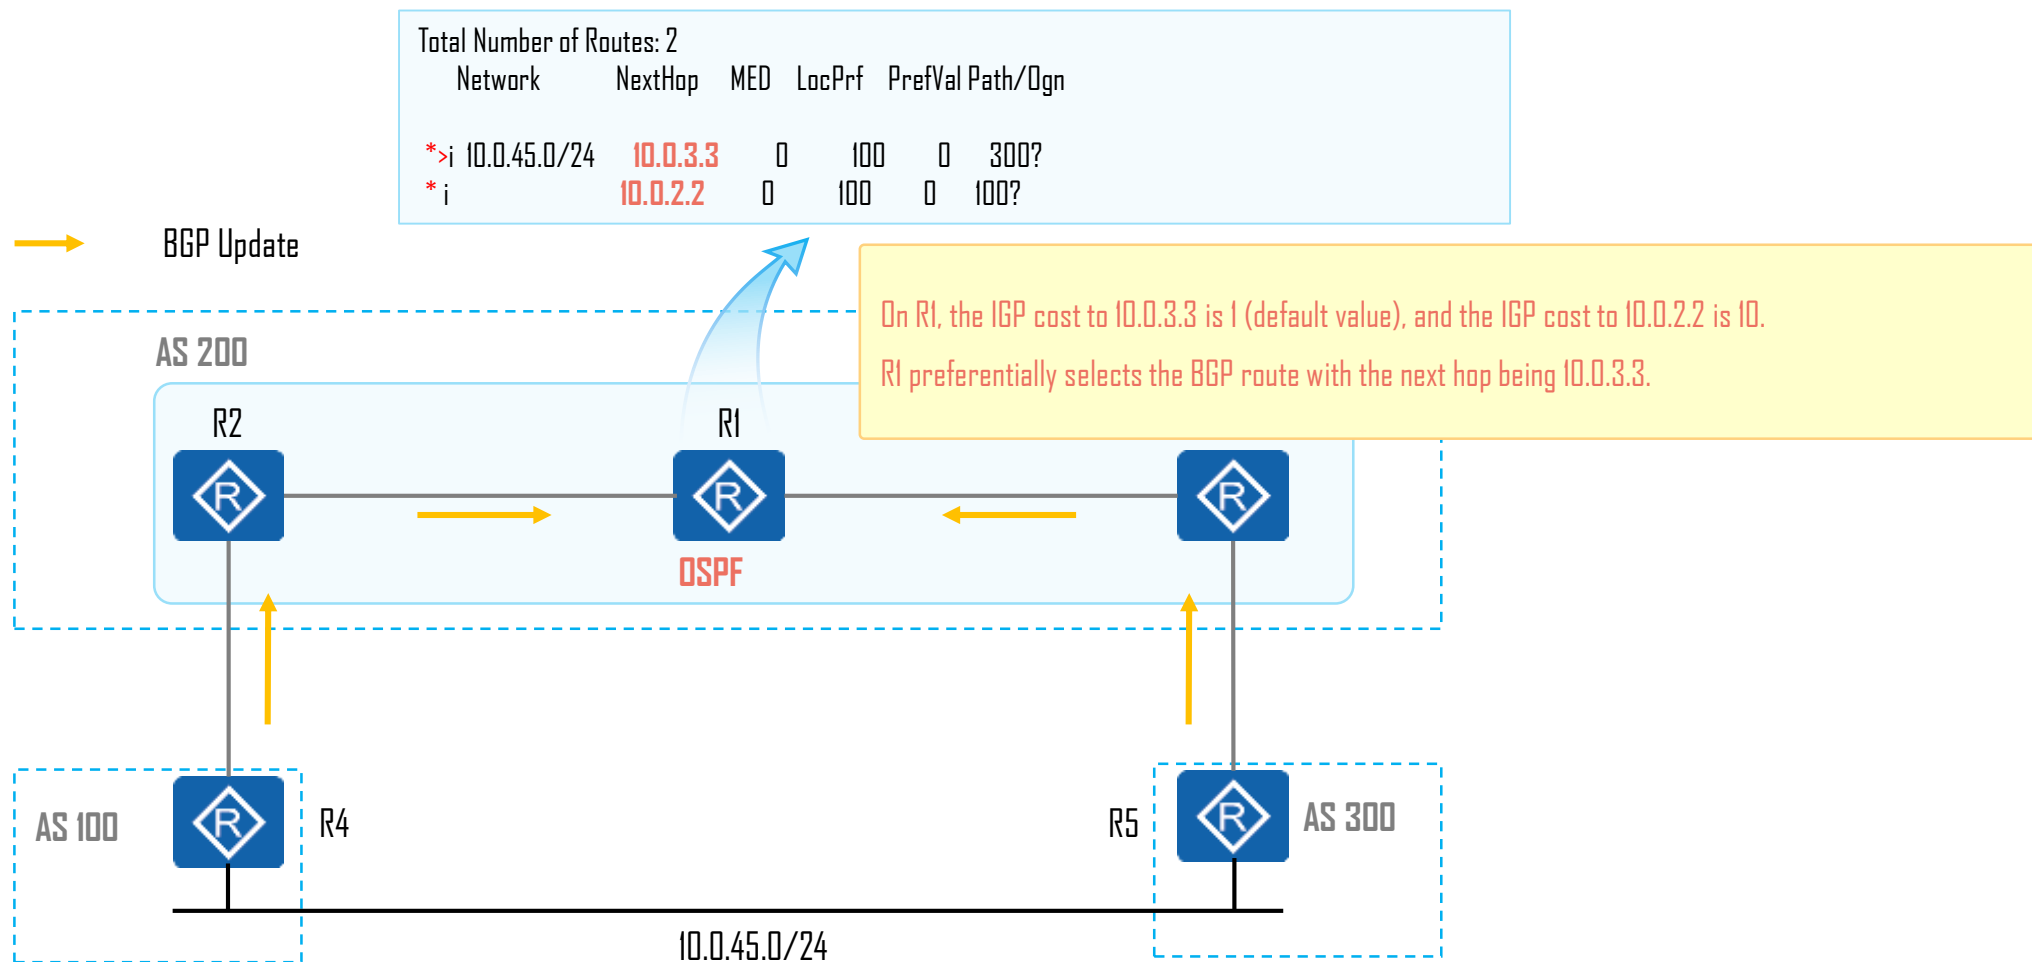 Total Number of Routes: 2
Network NextHop MED LocPrf PrefVal Path/Ogn
*>i 10.0.45.0/24 10.0.3.3 0 100 0 300?
* i 10.0.2.2 0 100 0 100?
BGP Update
On R1, the IGP cost to 10.0.3.3 is 1 (default value), and the IGP cost to 10.0.2.2 is 10.
R1 preferentially selects the BGP route with the next hop being 10.0.3.3.
AS 200
R2 R1
R R R
OSPF
AS 100 R R4 R5 R AS 300
10.0.45.0/24